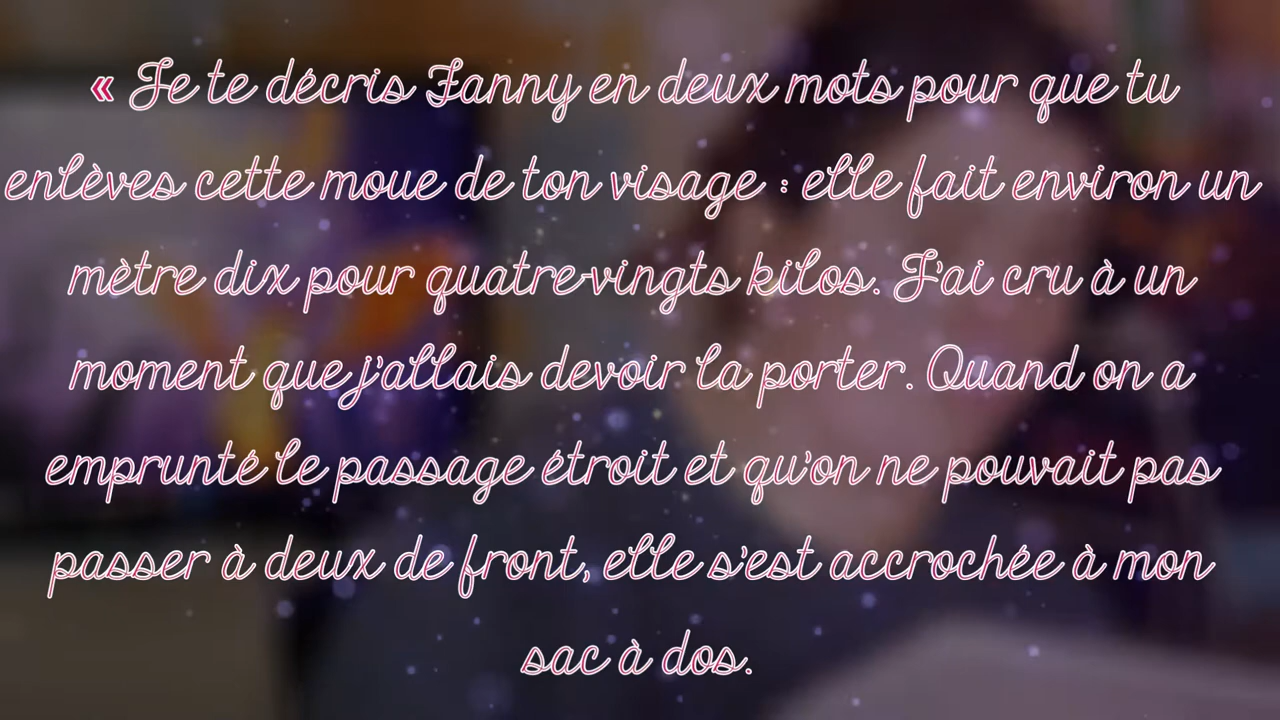 « Je te décris Fanny en deux mots pour que tu
enlèves cette moue de ton visage : elle fait environ un
mètre dix pour quatre-vingts kilos. J'ai cru à un
moment que j'allais devoir la porter. Quand on a
emprunté le passage étroit et qu'on ne pouvait pas
passer à deux de front, elle s'est accrochée à mon
sac à dos.